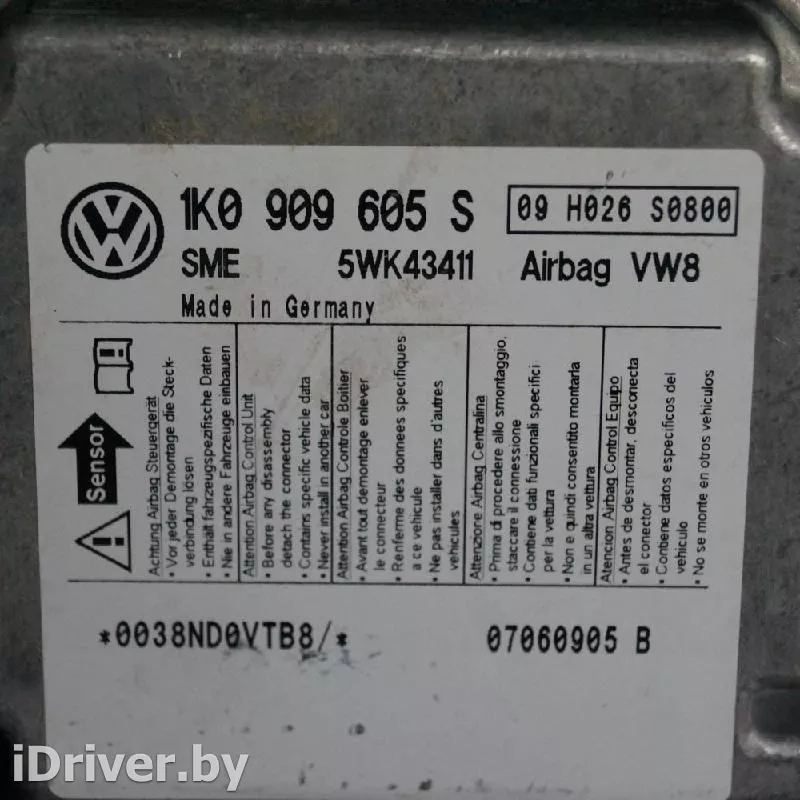 1K0 909 605 S
09 H026 S0800
SME 5WK43411 Airbag VW8
Made in Germany
Sensor
Achtung Airbag Steuergerät
• Vor jeder Demontage die Steck-
verbindung lösen
• Enthält fahrzeugspezifische Daten
• Nie in andere Fahrzeuge einbauen
Attention Airbag Control Unit
• Before any disassembly
detach the connector
• Contains specific vehicle data
• Never install in another car
Attention Airbag Controle Boitier
• Avant tout demontage enlever
le connecteur
• Renferme des donnees specifiques
a ce vehicule
• Ne pas installer dans d'autres
vehicules
Attenzione Airbag Centralina
• Prima di procedere allo smontaggio,
staccare il connessione
• Contiene dati funzionali specifici
per la vettura
• Non e quindi consentito montarla
in un altra vettura
Atencion Airbag Control Equipo
• Antes de desmontar, desconecta
el conector
• Contiene datos especificos del
vehiculo
• No se monte en otros vehiculos
*0038ND0VTB8/*
07060905 B
iDriver.by